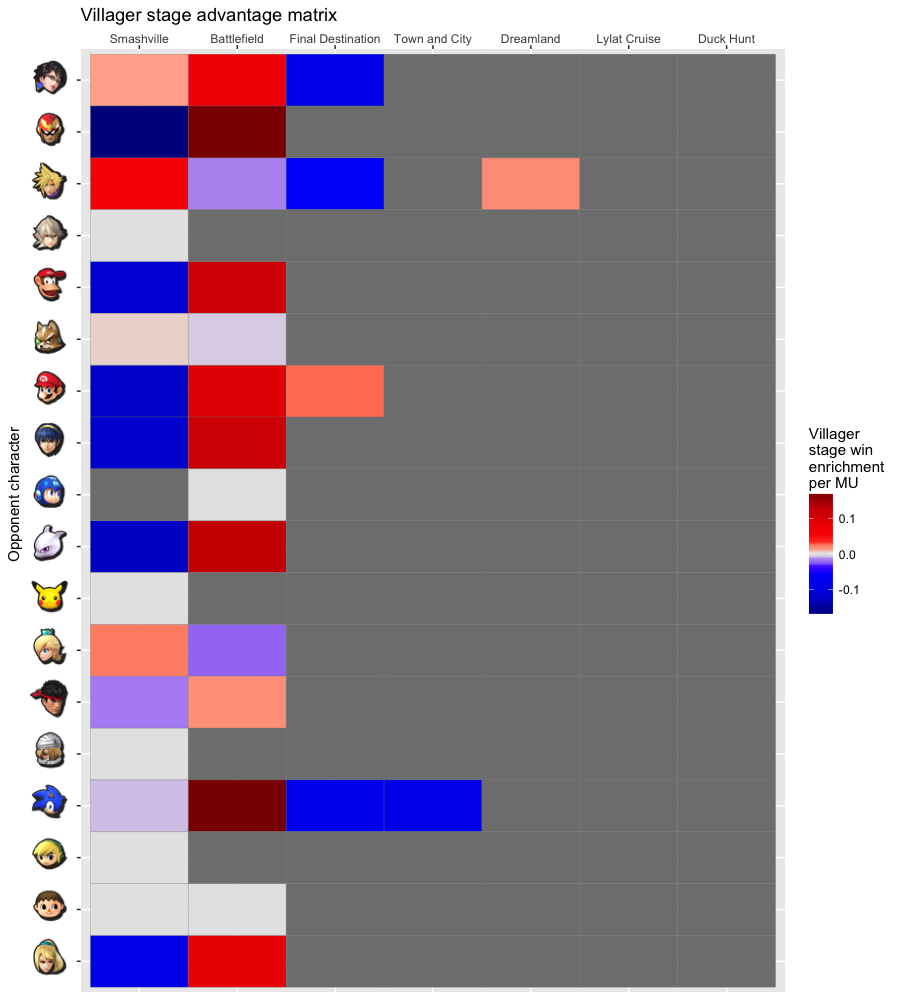 Villager stage advantage matrix
Smashville Battlefield Final Destination Town and City Dreamland Lylat Cruise Duck Hunt
Opponent character
Villager
stage win
enrichment
per MU
0.1
0.0
-0.1